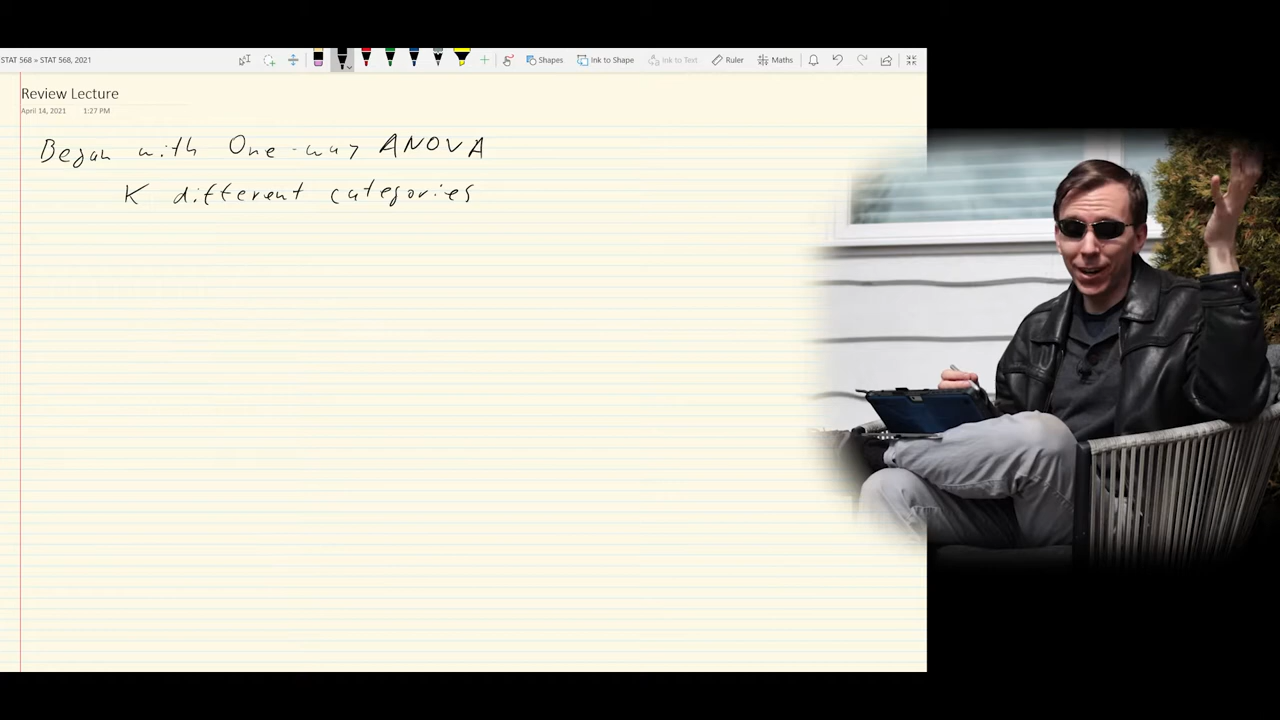 STAT 568 » STAT 568, 2021
Shapes Ink to Shape Ink to Text Ruler Maths
Review Lecture
April 14, 2021 1:27 PM
Began with One-way ANOVA
K different categories